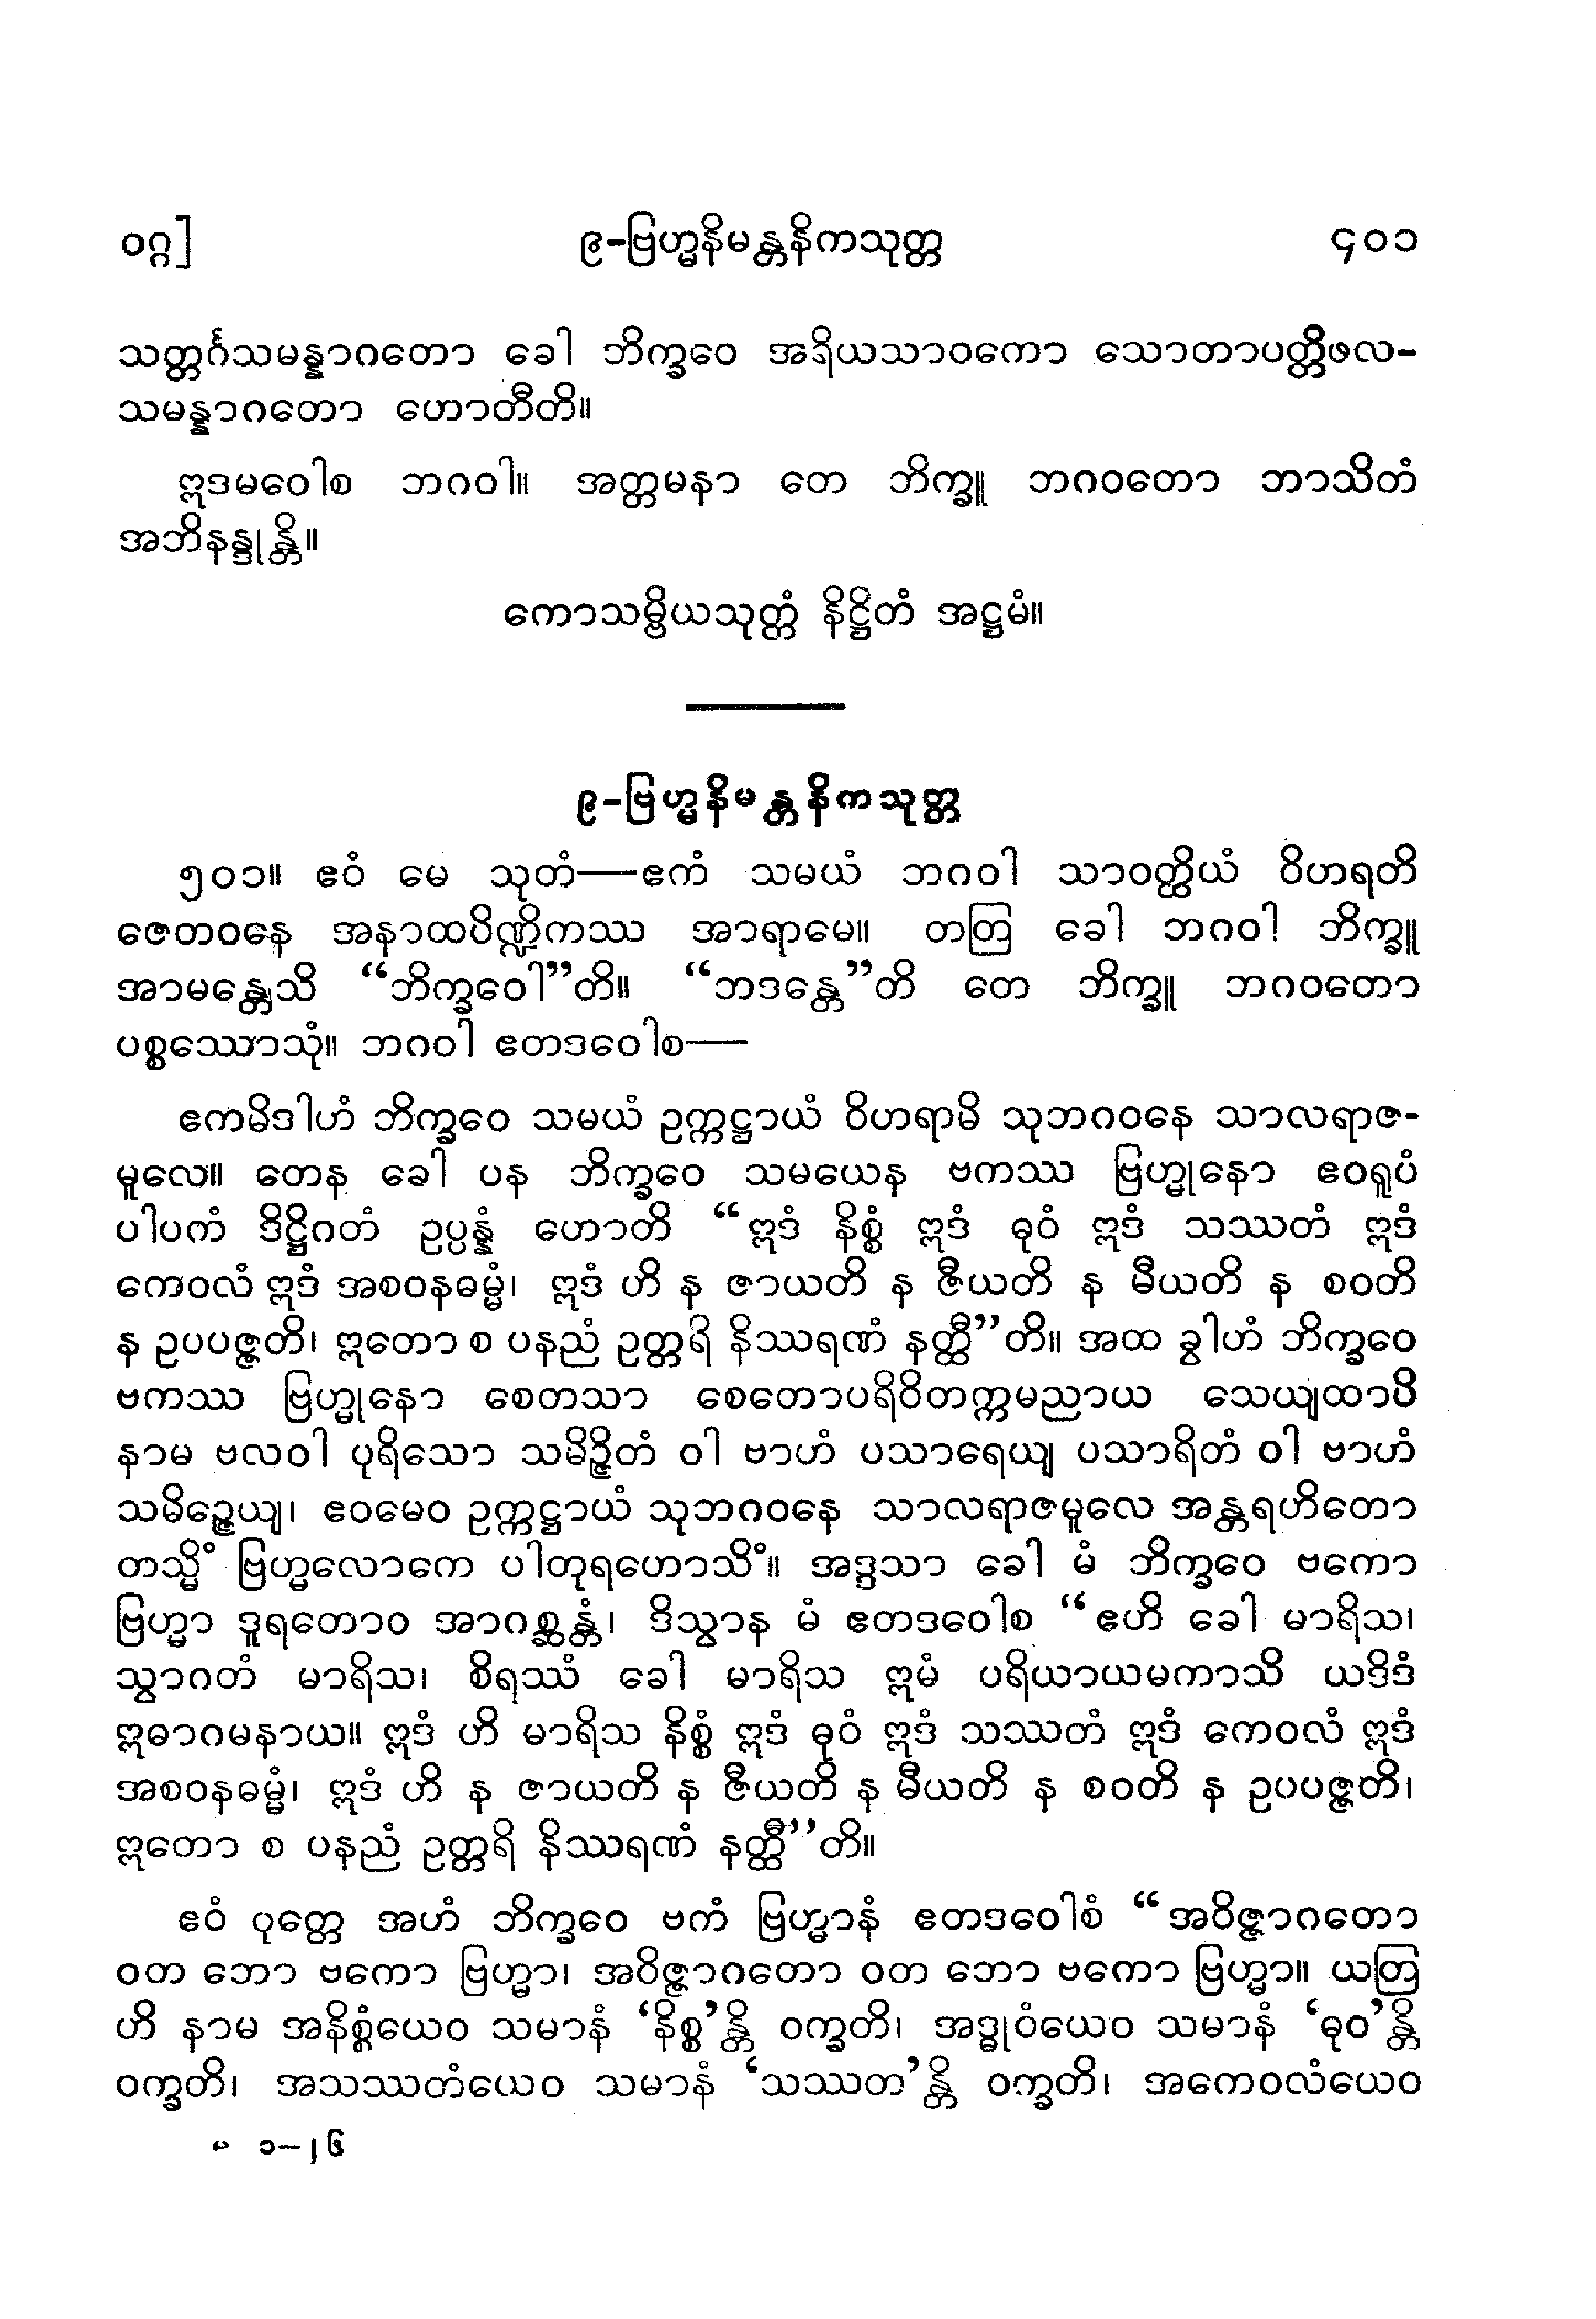 ဝဂ္ဂ] ၉-ဗြဟ္မနိမန္တနိကသုတ္တ ၄၀၁
သတ္တင်္ဂသမန္နာဂတော ခေါ ဘိက္ခဝေ အရိယသာဝကော သောတာပတ္တိဖလ-
သမန္နာဂတော ဟောတီတိ။
ဣဒမဝေါစ ဘဂဝါ။ အတ္တမနာ တေ ဘိက္ခူ ဘဂဝတော ဘာသိတံ
အဘိနန္ဒုန္တိ။
ကောသမ္ဗိယသုတ္တံ နိဋ္ဌိတံ အဋ္ဌမံ။
၉-ဗြဟ္မနိမန္တနိကသုတ္တ
၅၀၁။ ဧဝံ မေ သုတံ—ဧကံ သမယံ ဘဂဝါ သာဝတ္ထိယံ ဝိဟရတိ
ဇေတဝနေ အနာထပိဏ္ဍိကဿ အာရာမေ။ တတြ ခေါ ဘဂဝါ ဘိက္ခူ
အာမန္တေသိ “ဘိက္ခဝေါ”တိ။ “ဘဒန္တေ”တိ တေ ဘိက္ခူ ဘဂဝတော
ပစ္စဿောသုံ။ ဘဂဝါ ဧတဒဝေါစ—
ဧကမိဒါဟံ ဘိက္ခဝေ သမယံ ဥက္ကဋ္ဌာယံ ဝိဟရာမိ သုဘဂဝနေ သာလရာဇ-
မူလေ။ တေန ခေါ ပန ဘိက္ခဝေ သမယေန ဗကဿ ဗြဟ္မုနော ဧဝရူပံ
ပါပကံ ဒိဋ္ဌိဂတံ ဥပ္ပန္နံ ဟောတိ “ဣဒံ နိစ္စံ ဣဒံ ဓုဝံ ဣဒံ သဿတံ ဣဒံ
ကေဝလံ ဣဒံ အစဝနဓမ္မံ၊ ဣဒံ ဟိ န ဇာယတိ န ဇီယတိ န မီယတိ န စဝတိ
န ဥပပဇ္ဇတိ၊ ဣတော စ ပနညံ ဥတ္တရိ နိဿရဏံ နတ္ထီ”တိ။ အထ ခွါဟံ ဘိက္ခဝေ
ဗကဿ ဗြဟ္မုနော စေတသာ စေတောပရိဝိတက္ကမညာယ သေယျထာပိ
နာမ ဗလဝါ ပုရိသော သမိဉ္ဇိတံ ဝါ ဗာဟံ ပသာရေယျ ပသာရိတံ ဝါ ဗာဟံ
သမိဉ္ဇေယျ၊ ဧဝမေဝ ဥက္ကဋ္ဌာယံ သုဘဂဝနေ သာလရာဇမူလေ အန္တရဟိတော
တသ္မိံ ဗြဟ္မလောကေ ပါတုရဟောသိံ။ အဒ္ဒသာ ခေါ မံ ဘိက္ခဝေ ဗကော
ဗြဟ္မာ ဒူရတောဝ အာဂစ္ဆန္တံ၊ ဒိသွာန မံ ဧတဒဝေါစ “ဧဟိ ခေါ မာရိသ၊
သွာဂတံ မာရိသ၊ စိရဿံ ခေါ မာရိသ ဣမံ ပရိယာယမကာသိ ယဒိဒံ
ဣဓာဂမနာယ။ ဣဒံ ဟိ မာရိသ နိစ္စံ ဣဒံ ဓုဝံ ဣဒံ သဿတံ ဣဒံ ကေဝလံ ဣဒံ
အစဝနဓမ္မံ၊ ဣဒံ ဟိ န ဇာယတိ န ဇီယတိ န မီယတိ န စဝတိ န ဥပပဇ္ဇတိ၊
ဣတော စ ပနညံ ဥတ္တရိ နိဿရဏံ နတ္ထီ”တိ။
ဧဝံ ဝုတ္တေ အဟံ ဘိက္ခဝေ ဗကံ ဗြဟ္မာနံ ဧတဒဝေါစံ “အဝိဇ္ဇာဂတော
ဝတ ဘော ဗကော ဗြဟ္မာ၊ အဝိဇ္ဇာဂတော ဝတ ဘော ဗကော ဗြဟ္မာ။ ယတြ
ဟိ နာမ အနိစ္စံယေဝ သမာနံ ‘နိစ္စ’န္တိ ဝက္ခတိ၊ အဒ္ဓုဝံယေဝ သမာနံ ‘ဓုဝ’န္တိ
ဝက္ခတိ၊ အသဿတံယေဝ သမာနံ ‘သဿတ’န္တိ ဝက္ခတိ၊ အကေဝလံယေဝ
မ ၁—၂၆